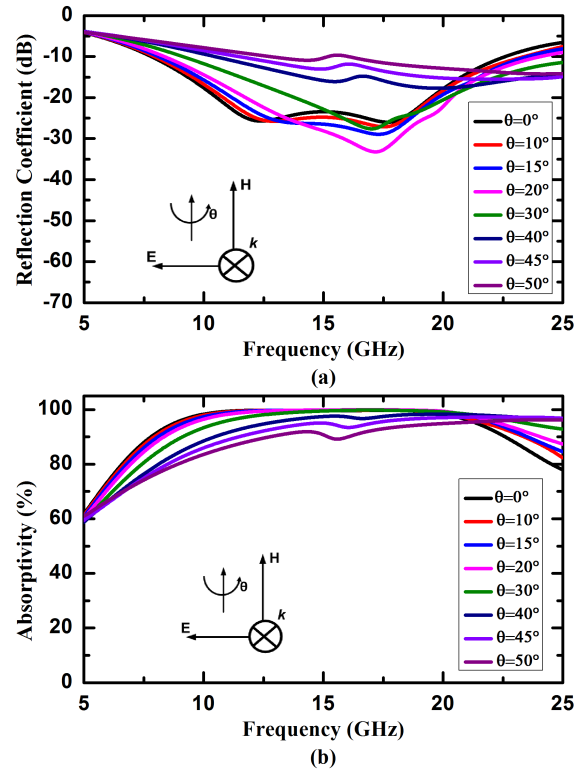 0
-10
-20
-30
-40
-50
-60
-70
Reflection Coefficient (dB)
θ=0°
θ=10°
θ=15°
θ=20°
θ=30°
θ=40°
θ=45°
θ=50°
H
θ
k
E
5 10 15 20 25
Frequency (GHz)
(a)
100
80
60
40
20
0
Absorptivity (%)
θ=0°
θ=10°
θ=15°
θ=20°
θ=30°
θ=40°
θ=45°
θ=50°
H
θ
k
E
5 10 15 20 25
Frequency (GHz)
(b)